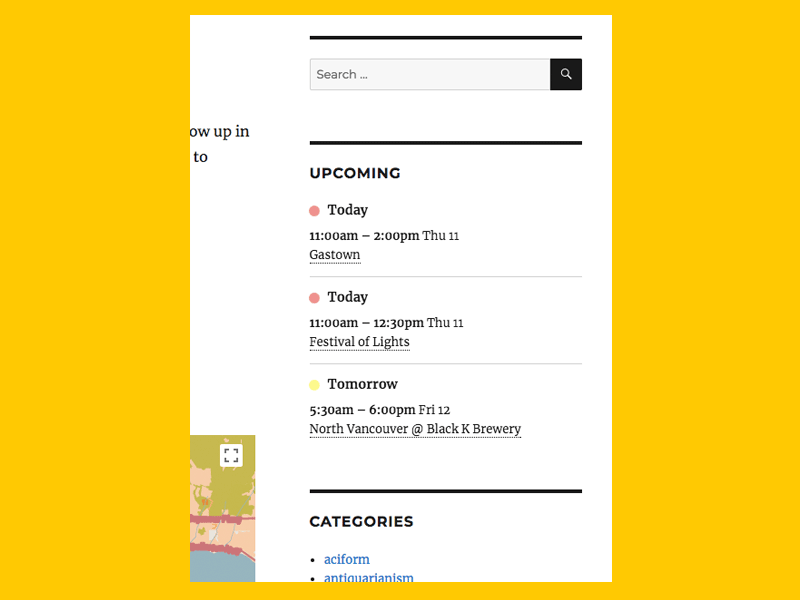 ow up in
to
Search ...
UPCOMING
Today
11:00am – 2:00pm Thu 11
Gastown
Today
11:00am – 12:30pm Thu 11
Festival of Lights
Tomorrow
5:30am – 6:00pm Fri 12
North Vancouver @ Black K Brewery
CATEGORIES
aciform
antiquarianism